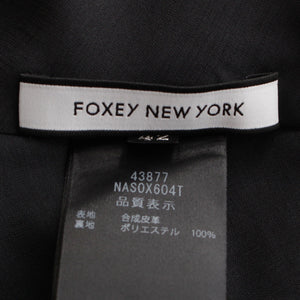 FOXEY NEW YORK
43877
NASOX604T
品質表示
表地 合成皮革
裏地 ポリエステル 100%